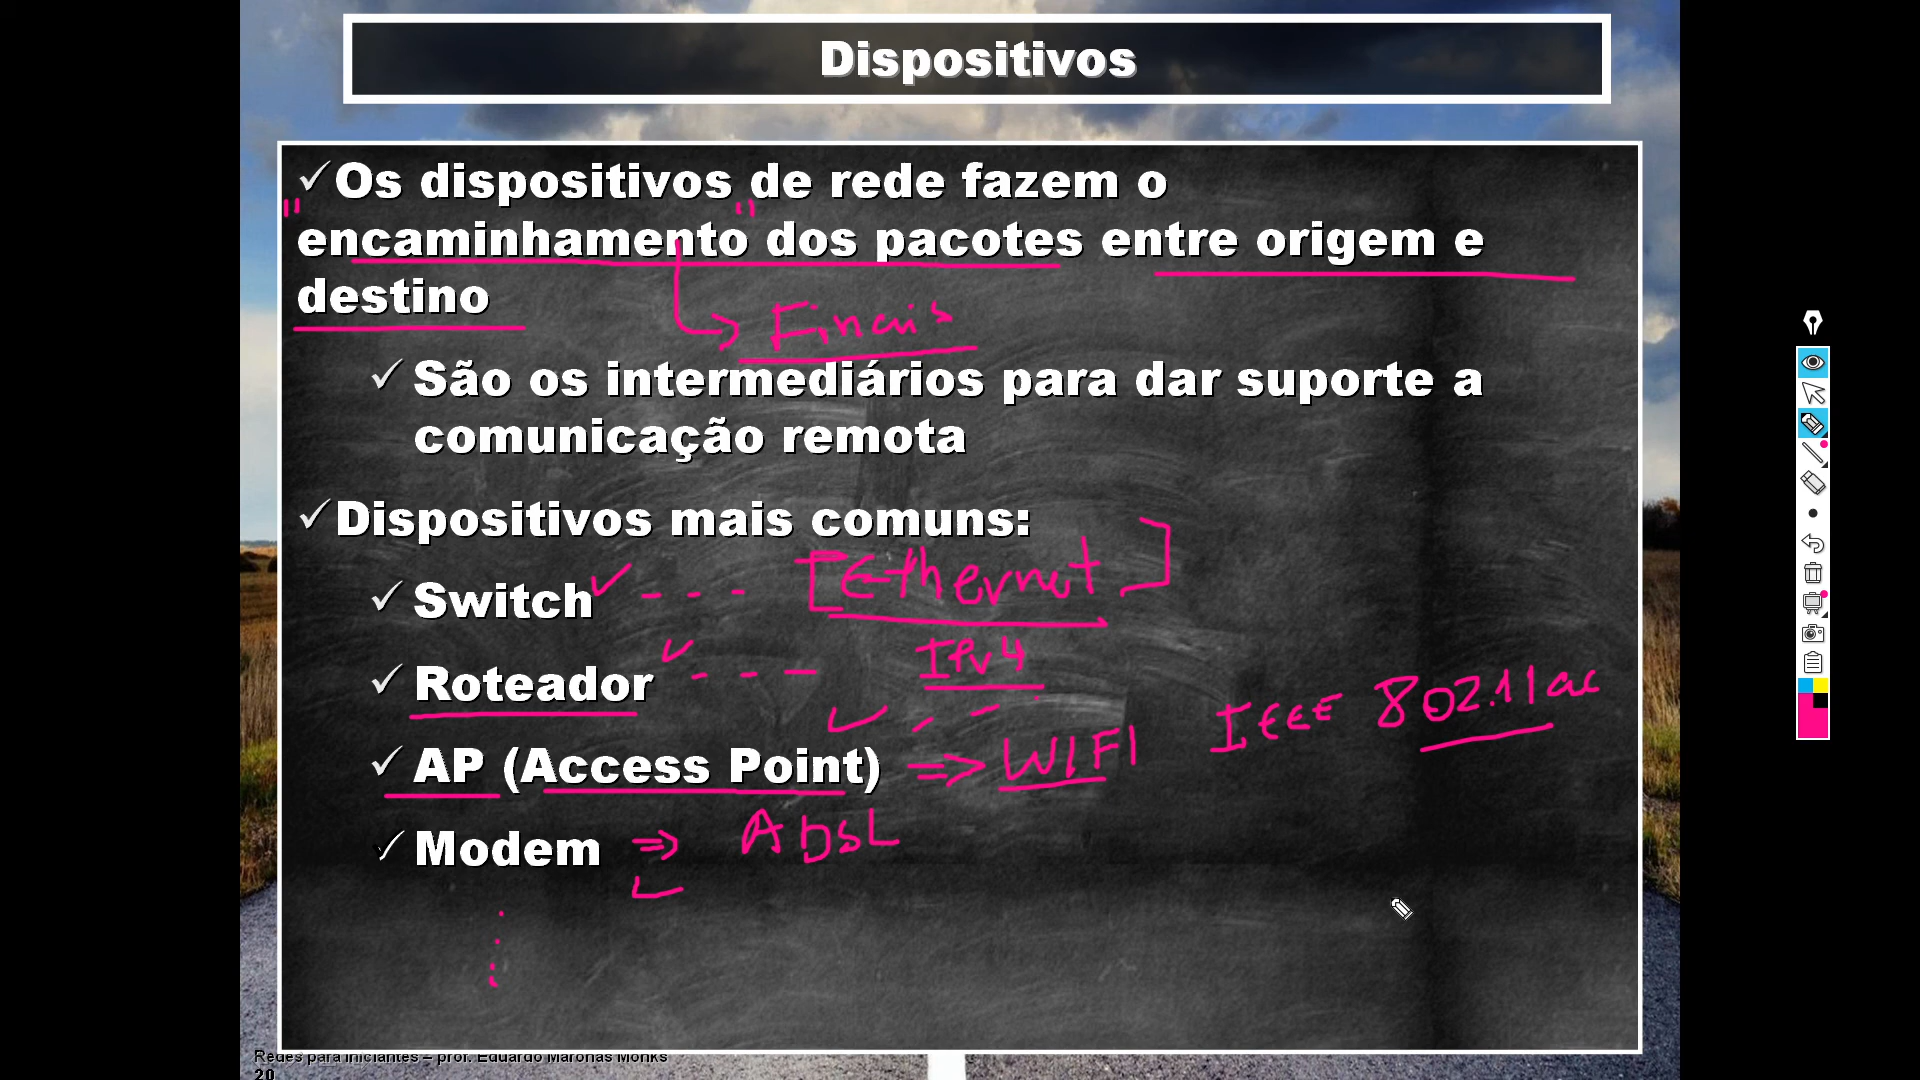 Dispositivos
✓Os dispositivos de rede fazem o
" "
encaminhamento dos pacotes entre origem e
destino
Finais
✓ São os intermediários para dar suporte a
comunicação remota
✓Dispositivos mais comuns:
✓ Switch ✓ - - - [Ethernet]
✓ Roteador ✓ - - - IPv4
✓ AP (Access Point) ✓ - - => WIFI IEEE 802.11ac
✓ Modem => ADSL
Redes para Iniciantes – prof. Eduardo Maronas Monks
20